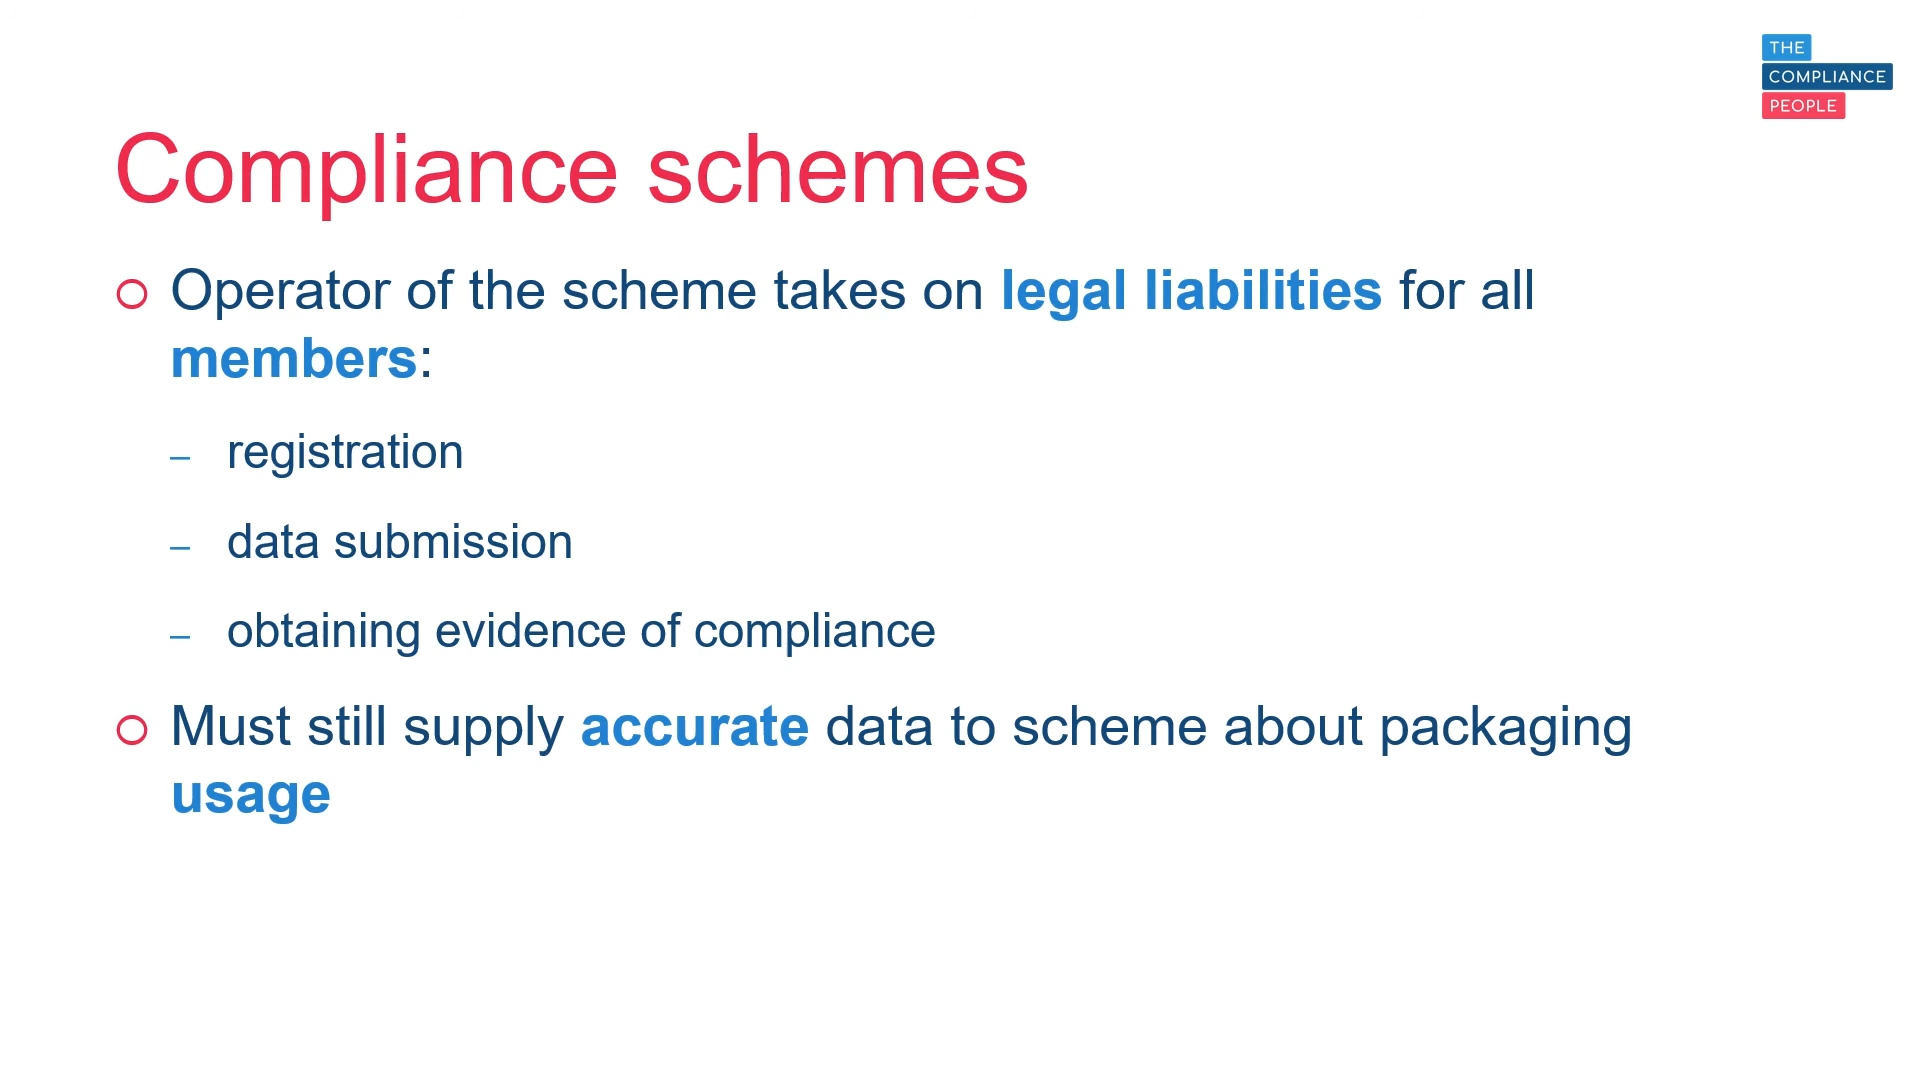 THE
COMPLIANCE
PEOPLE
Compliance schemes
Operator of the scheme takes on legal liabilities for all
members:
– registration
– data submission
– obtaining evidence of compliance
Must still supply accurate data to scheme about packaging
usage